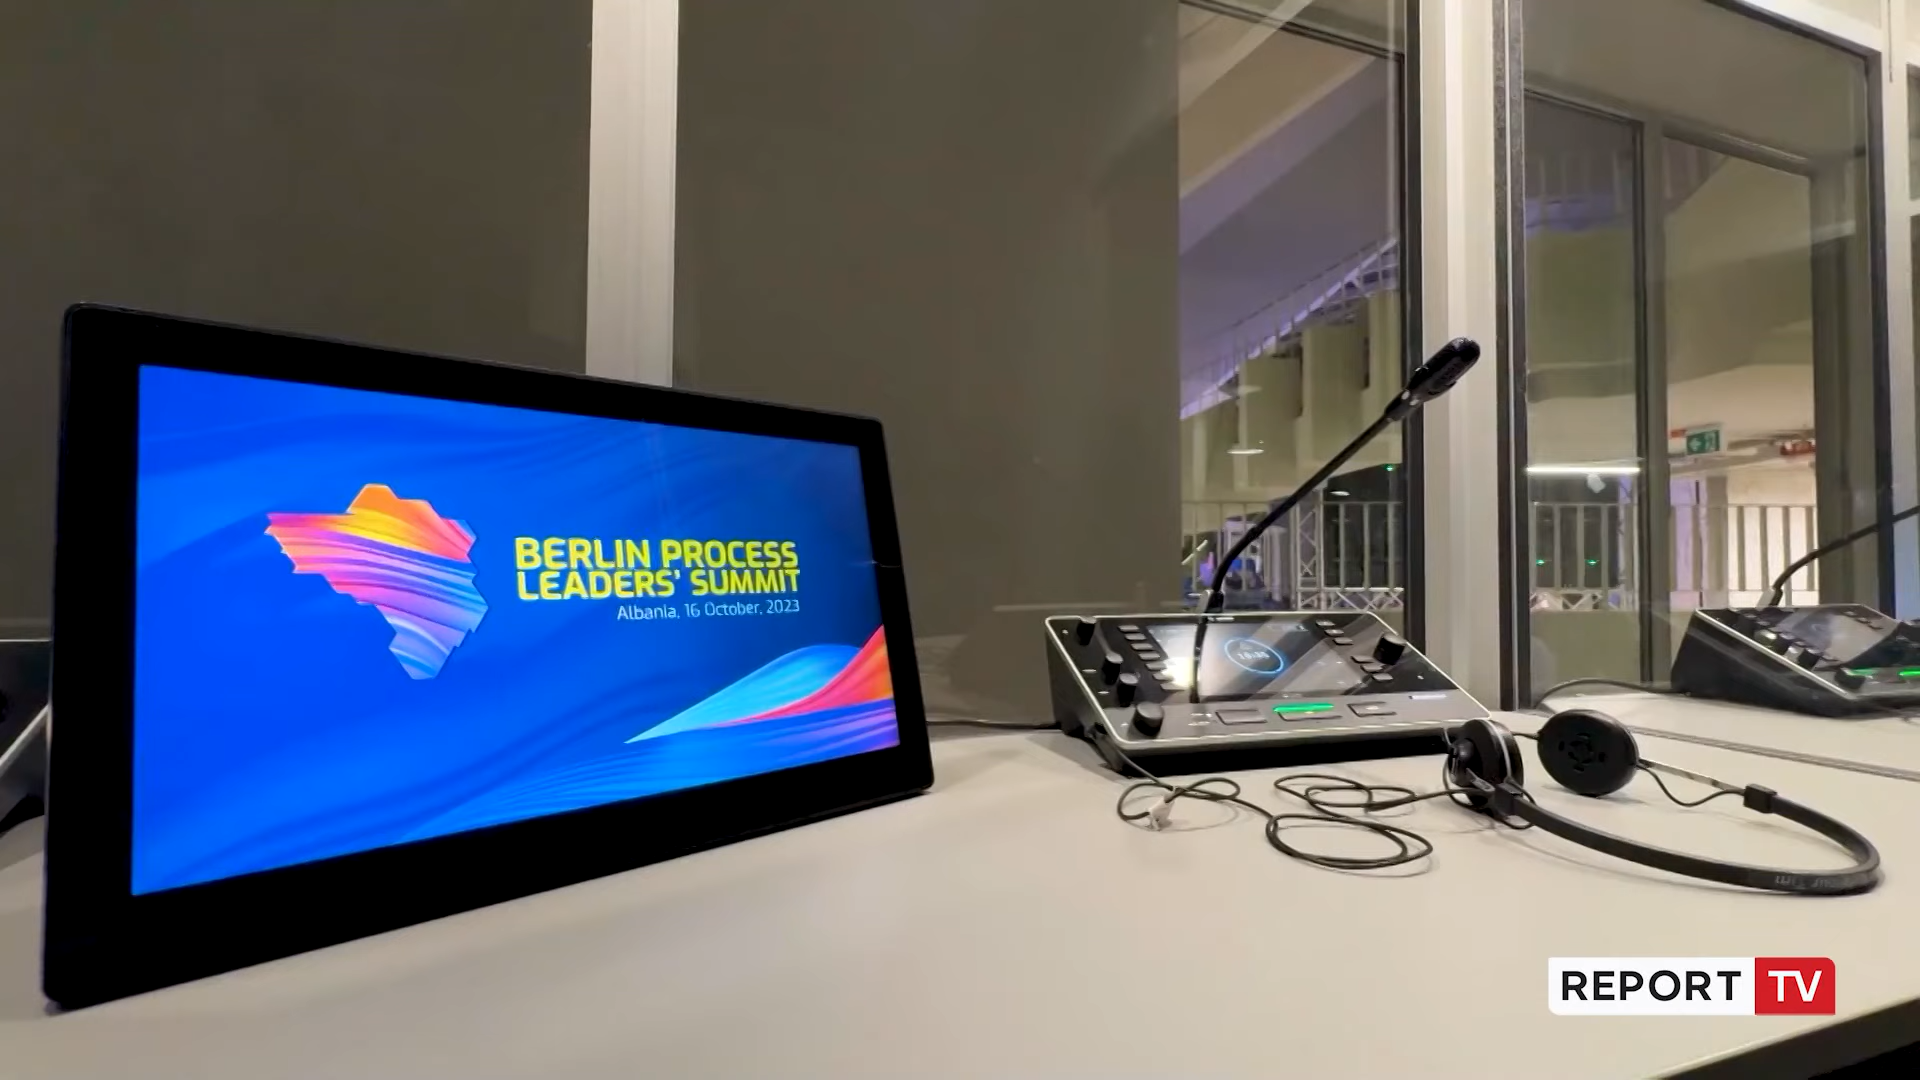 BERLIN PROCESS
LEADERS' SUMMIT
Albania, 16 October, 2023
REPORT TV